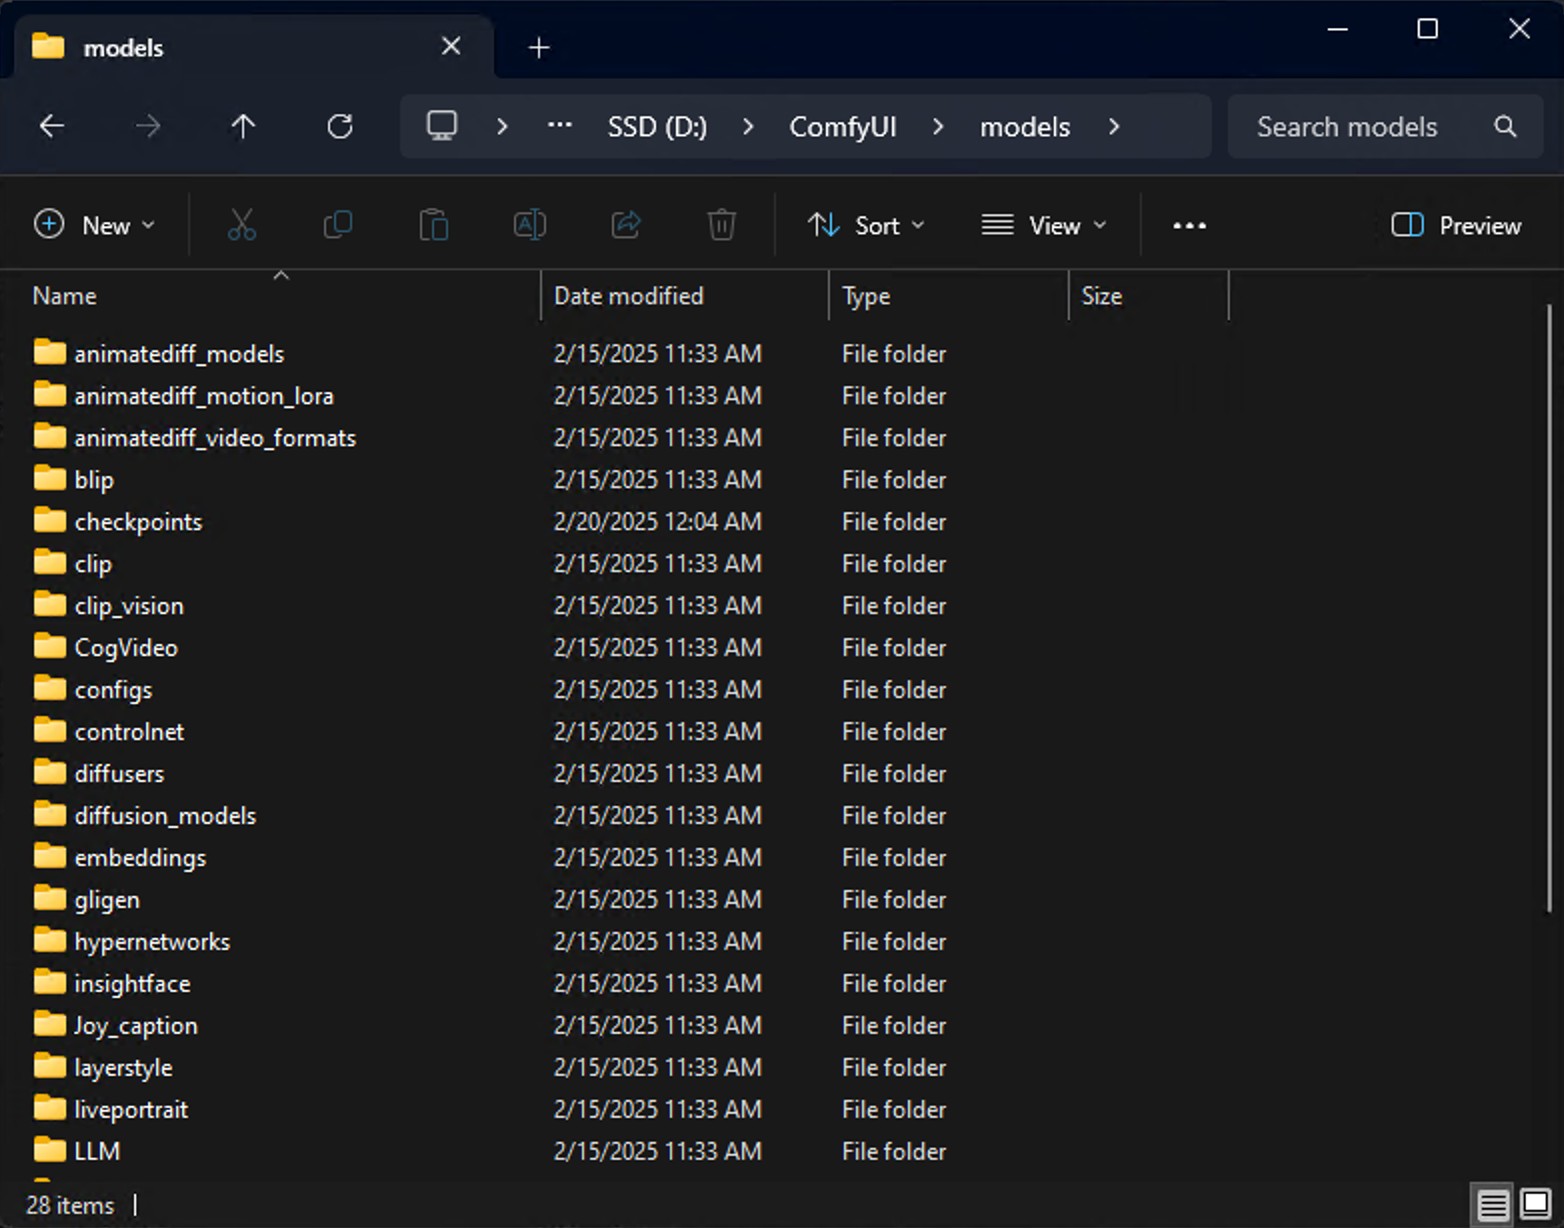 models
SSD (D:) ComfyUI models Search models
New Sort View Preview
Name Date modified Type Size
animatediff_models 2/15/2025 11:33 AM File folder
animatediff_motion_lora 2/15/2025 11:33 AM File folder
animatediff_video_formats 2/15/2025 11:33 AM File folder
blip 2/15/2025 11:33 AM File folder
checkpoints 2/20/2025 12:04 AM File folder
clip 2/15/2025 11:33 AM File folder
clip_vision 2/15/2025 11:33 AM File folder
CogVideo 2/15/2025 11:33 AM File folder
configs 2/15/2025 11:33 AM File folder
controlnet 2/15/2025 11:33 AM File folder
diffusers 2/15/2025 11:33 AM File folder
diffusion_models 2/15/2025 11:33 AM File folder
embeddings 2/15/2025 11:33 AM File folder
gligen 2/15/2025 11:33 AM File folder
hypernetworks 2/15/2025 11:33 AM File folder
insightface 2/15/2025 11:33 AM File folder
Joy_caption 2/15/2025 11:33 AM File folder
layerstyle 2/15/2025 11:33 AM File folder
liveportrait 2/15/2025 11:33 AM File folder
LLM 2/15/2025 11:33 AM File folder
28 items